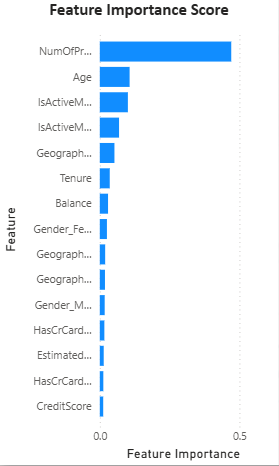 Feature Importance Score
NumOfPr...
Age
IsActiveM...
IsActiveM...
Geograph...
Tenure
Balance
Gender_Fe...
Geograph...
Geograph...
Gender_M...
HasCrCard...
Estimated...
HasCrCard...
CreditScore
Feature
0.0
0.5
Feature Importance